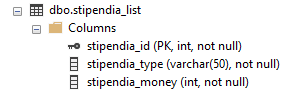 dbo.stipendia_list
Columns
stipendia_id (PK, int, not null)
stipendia_type (varchar(50), not null)
stipendia_money (int, not null)